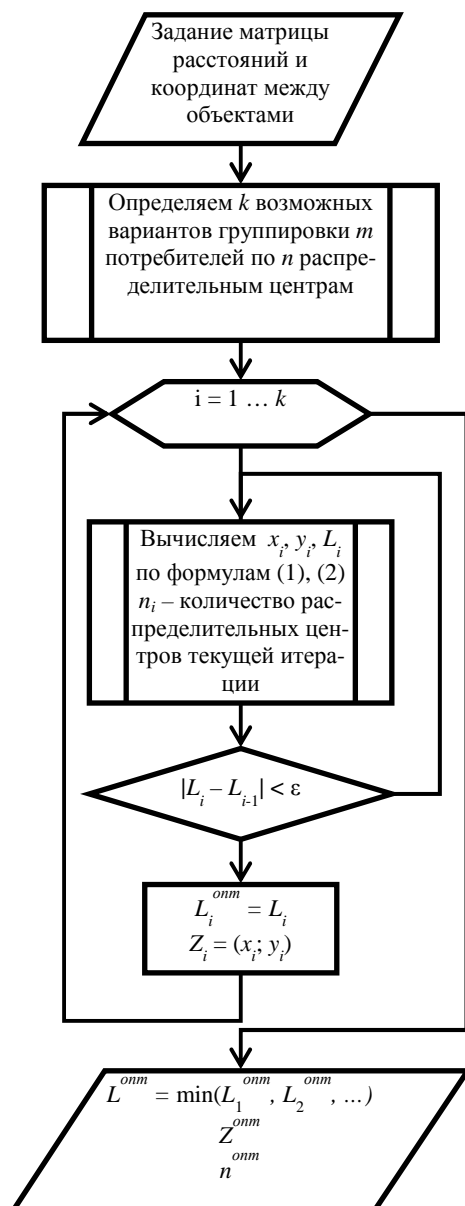 Задание матрицы
расстояний и
координат между
объектами
Определяем k возможных
вариантов группировки m
потребителей по n распре-
делительным центрам
i = 1 … k
Вычисляем x_i, y_i, L_i
по формулам (1), (2)
n_i – количество рас-
пределительных цен-
тров текущей итера-
ции
|L_i – L_{i-1}| < ε
L_i^{опт} = L_i
Z_i = (x_i; y_i)
L^{опт} = min(L_1^{опт}, L_2^{опт}, ...)
Z^{опт}
n^{опт}